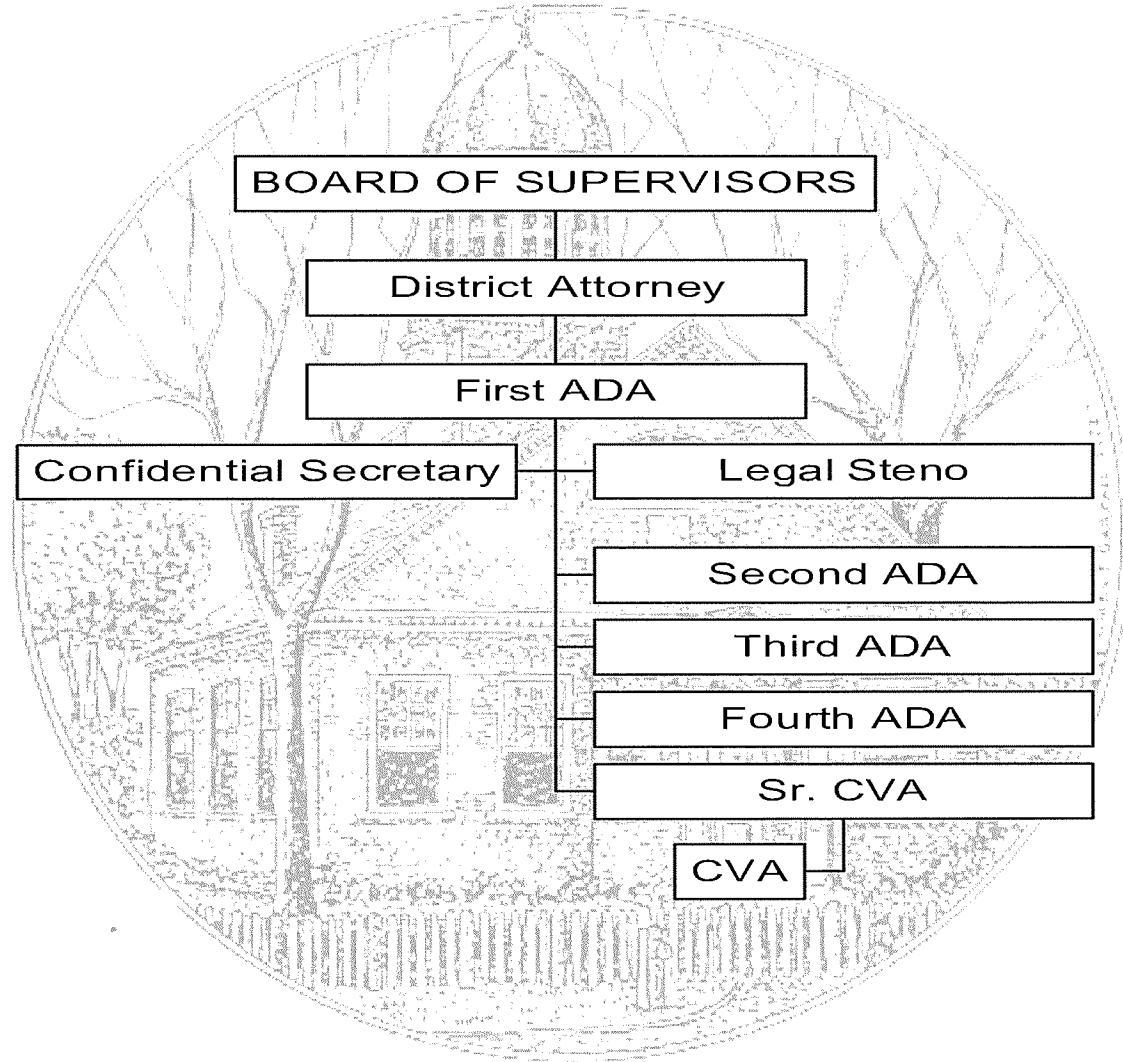 BOARD OF SUPERVISORS
District Attorney
First ADA
Confidential Secretary
Legal Steno
Second ADA
Third ADA
Fourth ADA
Sr. CVA
CVA